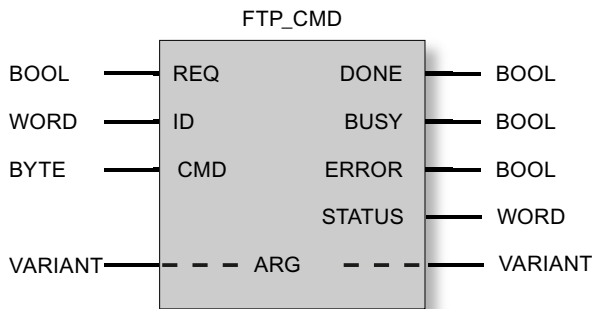 FTP_CMD
BOOL REQ DONE BOOL
WORD ID BUSY BOOL
BYTE CMD ERROR BOOL
STATUS WORD
VARIANT ARG VARIANT